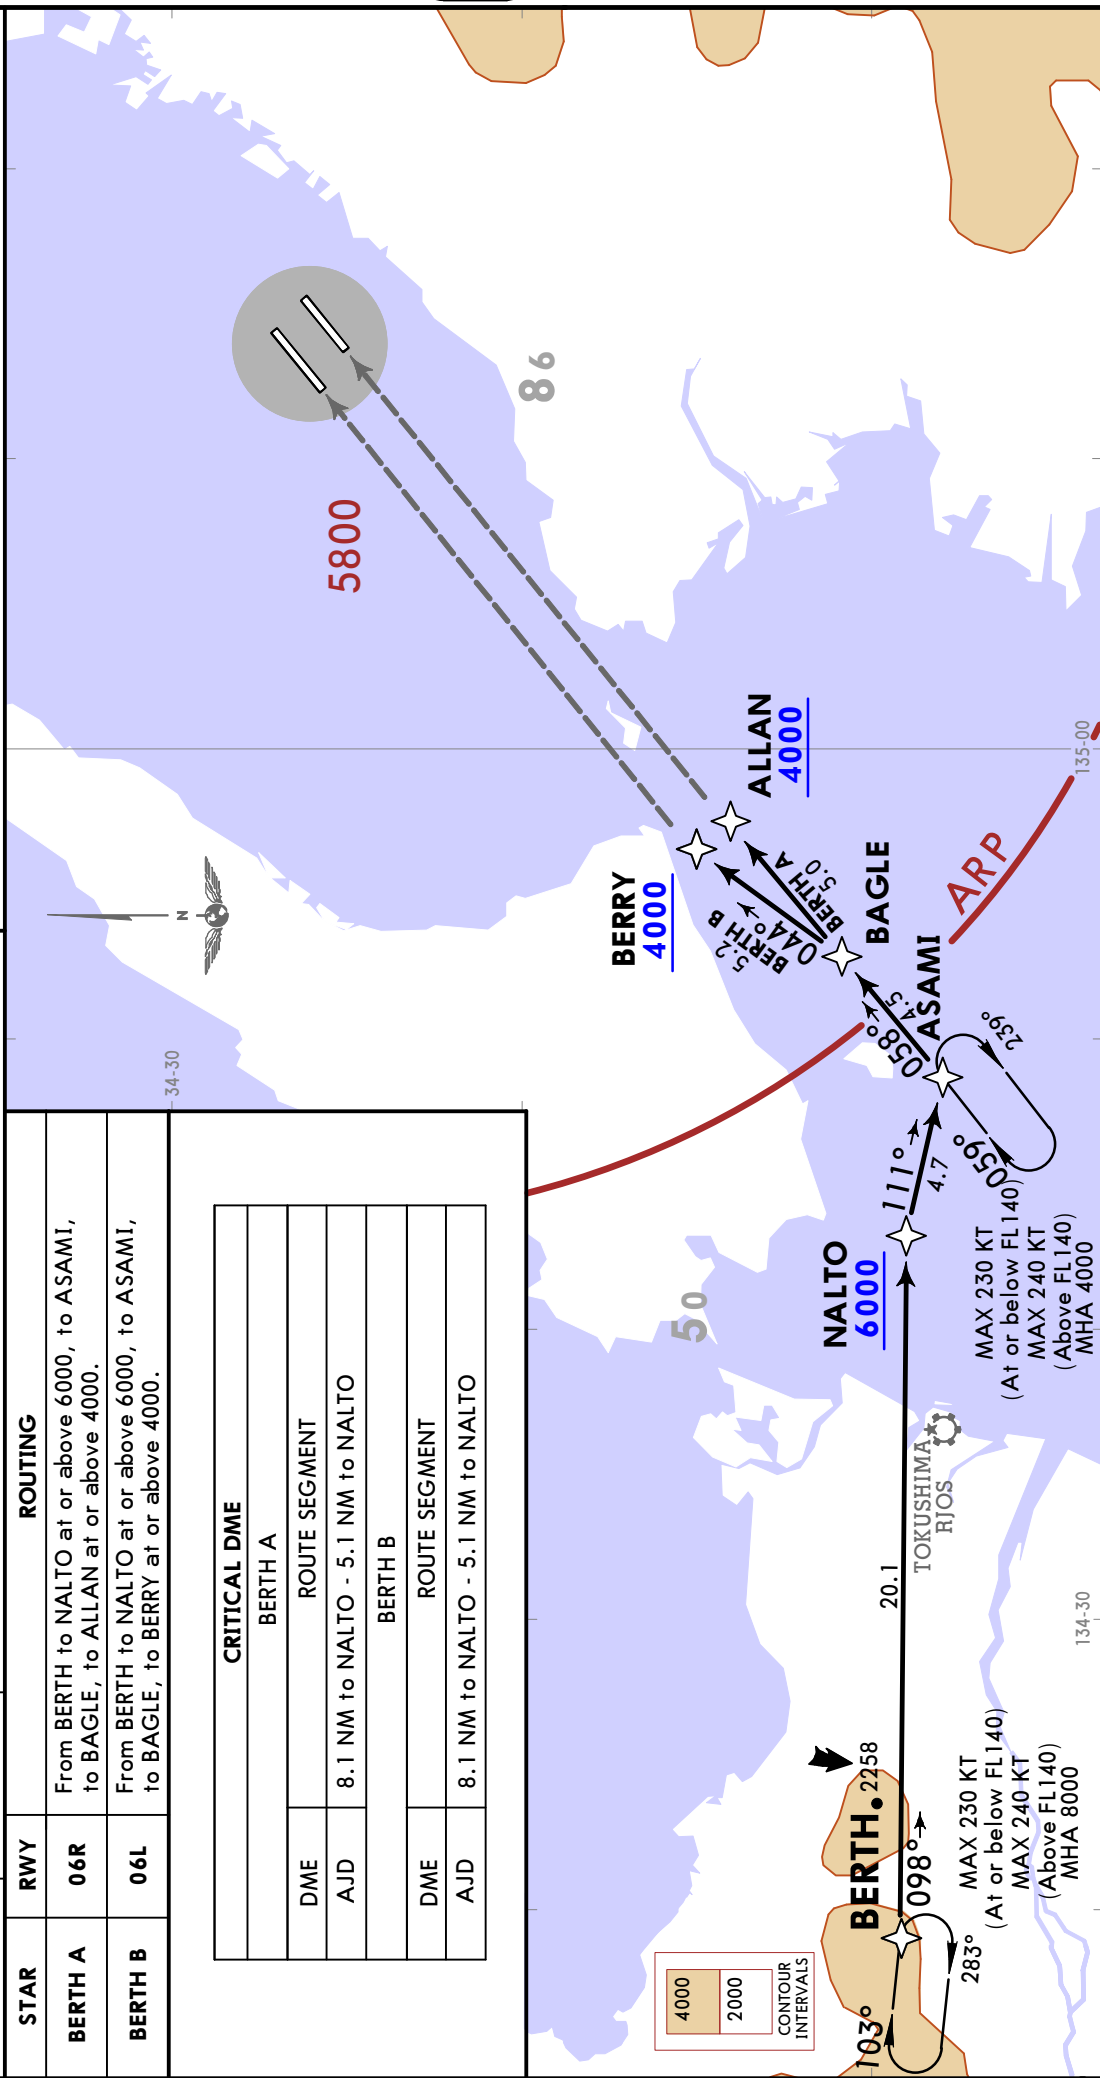 STAR
RWY
ROUTING
BERTH A
06R
From BERTH to NALTO at or above 6000, to ASAMI,
to BAGLE, to ALLAN at or above 4000.
BERTH B
06L
From BERTH to NALTO at or above 6000, to ASAMI,
to BAGLE, to BERRY at or above 4000.
CRITICAL DME
BERTH A
DME
ROUTE SEGMENT
AJD
8.1 NM to NALTO - 5.1 NM to NALTO
BERTH B
DME
ROUTE SEGMENT
AJD
8.1 NM to NALTO - 5.1 NM to NALTO
34-30
N
5800
86
50
BERRY
4000
ALLAN
4000
BERTH B
5.2
044°
BERTH A
5.0
BAGLE
ASAMI
058°
4.5
ARP
135-00
239°
059°
111°
4.7
NALTO
6000
MAX 230 KT
(At or below FL140)
MAX 240 KT
(Above FL140)
MHA 4000
TOKUSHIMA
RJOS
20.1
134-30
BERTH.
2258
098°
103°
283°
MAX 230 KT
(At or below FL140)
MAX 240 KT
(Above FL140)
MHA 8000
4000
2000
CONTOUR
INTERVALS